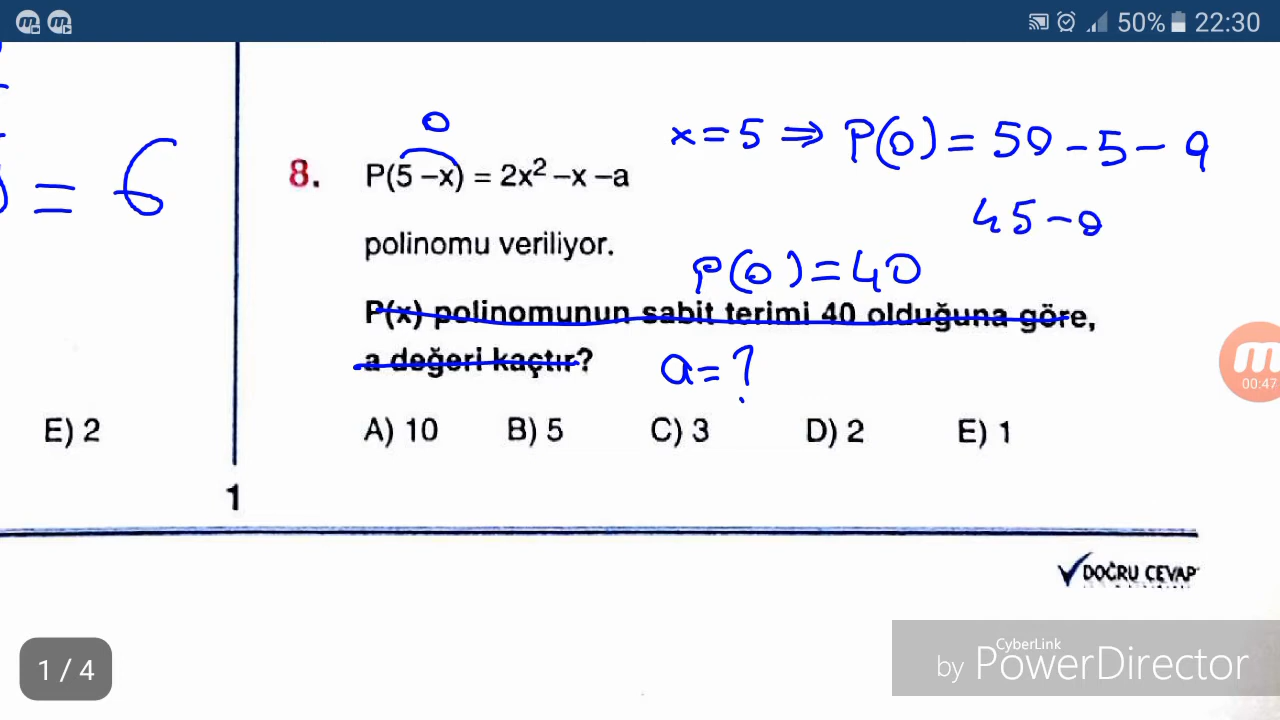 50% 22:30
= 6
0
x=5 ⇒ P(0) = 50 - 5 - a
8. P(5 –x) = 2x² –x –a
45 - a
polinomu veriliyor.
P(0) = 40
P(x) polinomunun sabit terimi 40 olduğuna göre,
a değeri kaçtır?
a = ?
00:47
E) 2
A) 10 B) 5 C) 3 D) 2 E) 1
1
DOĞRU CEVAP
1 / 4
CyberLink
by PowerDirector